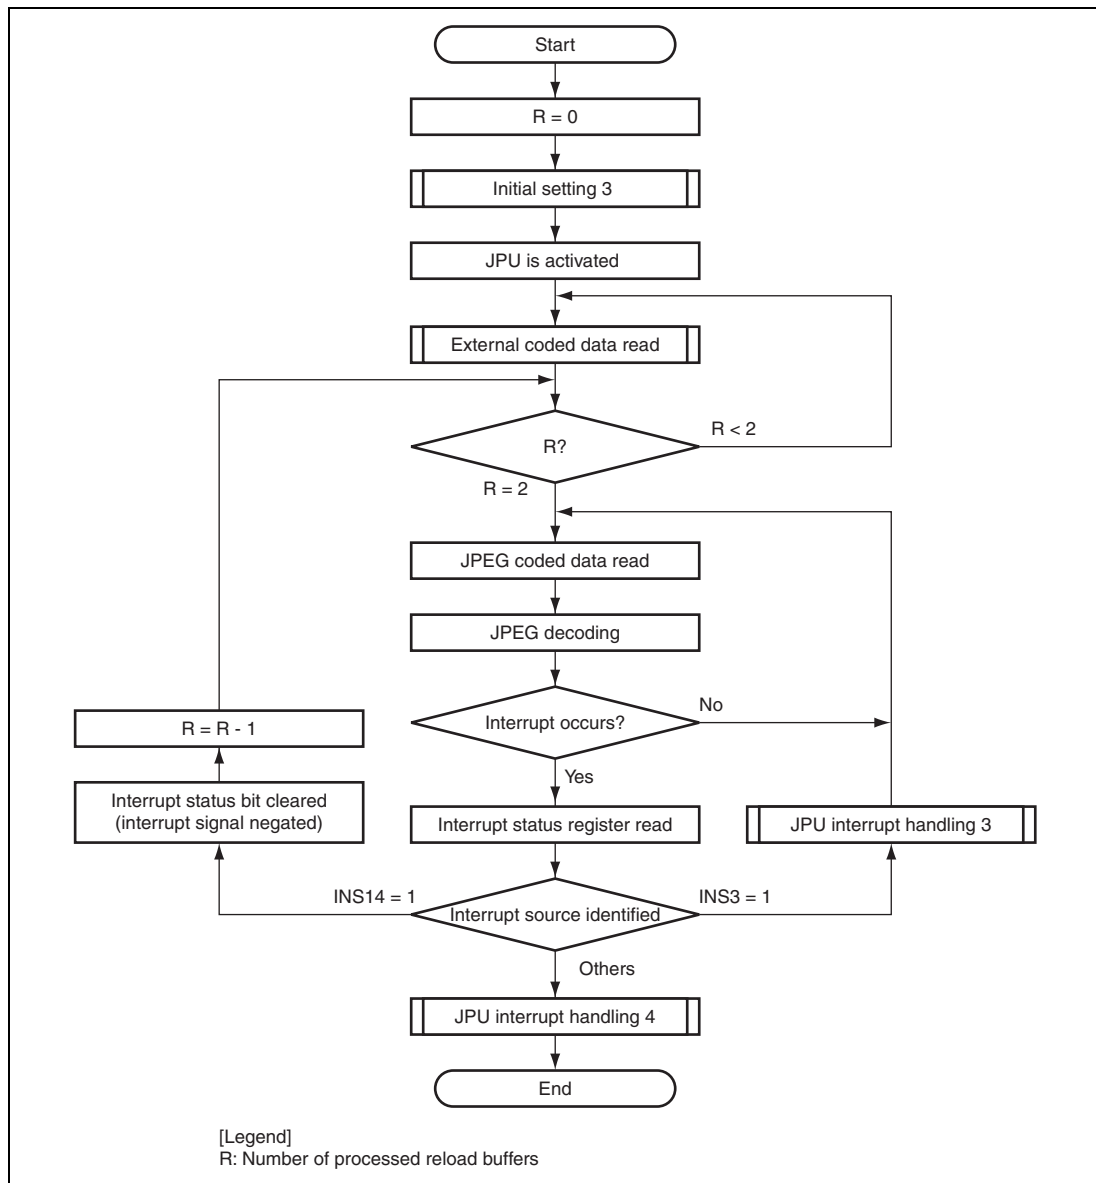 Start
R = 0
Initial setting 3
JPU is activated
External coded data read
R?
R < 2
R = 2
JPEG coded data read
JPEG decoding
Interrupt occurs?
No
Yes
R = R - 1
Interrupt status bit cleared
(interrupt signal negated)
Interrupt status register read
JPU interrupt handling 3
INS14 = 1
Interrupt source identified
INS3 = 1
Others
JPU interrupt handling 4
End
[Legend]
R: Number of processed reload buffers